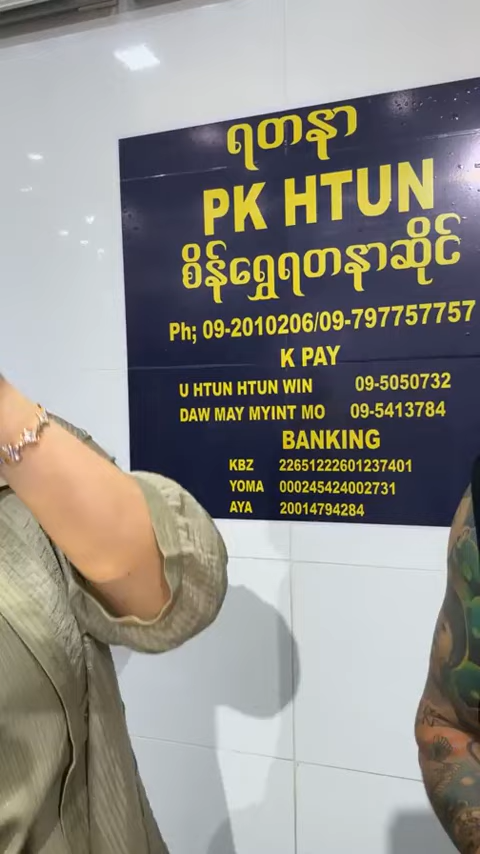 ရတနာ
PK HTUN
စိန်ရွှေရတနာဆိုင်
Ph; 09-2010206/09-797757757
K PAY
U HTUN HTUN WIN 09-5050732
DAW MAY MYINT MO 09-5413784
BANKING
KBZ 22651222601237401
YOMA 000245424002731
AYA 20014794284